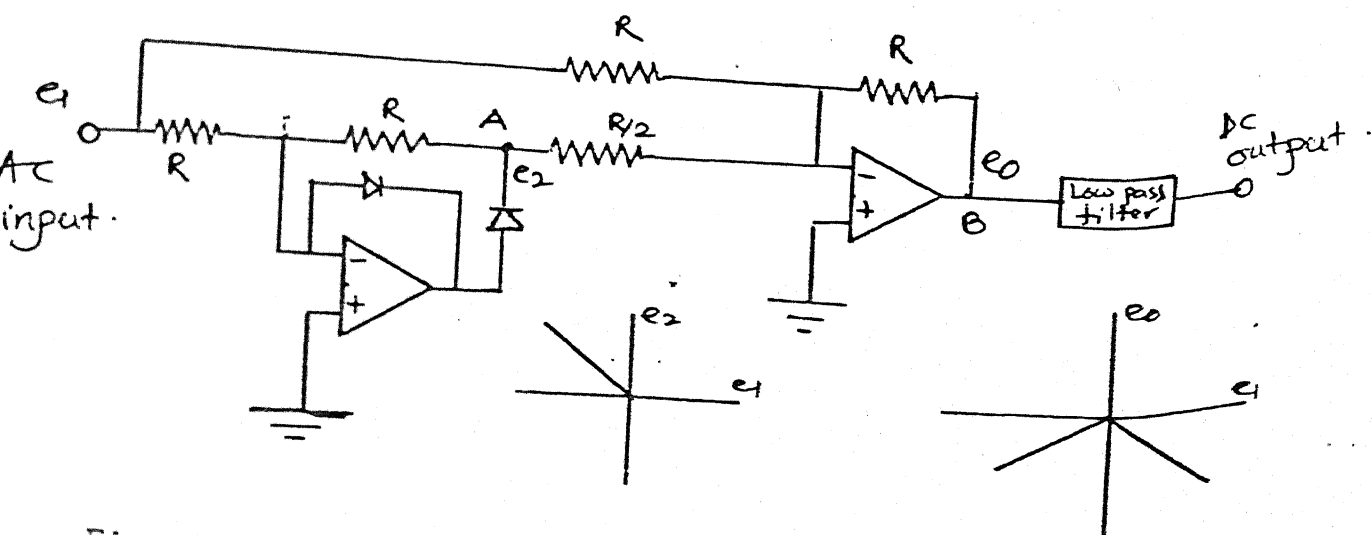 R
R
e1
R
A
R/2
DC output.
R
e2
e0
AC input.
Low pass filter
-
+
-
+
B
e2
e1
e0
e1